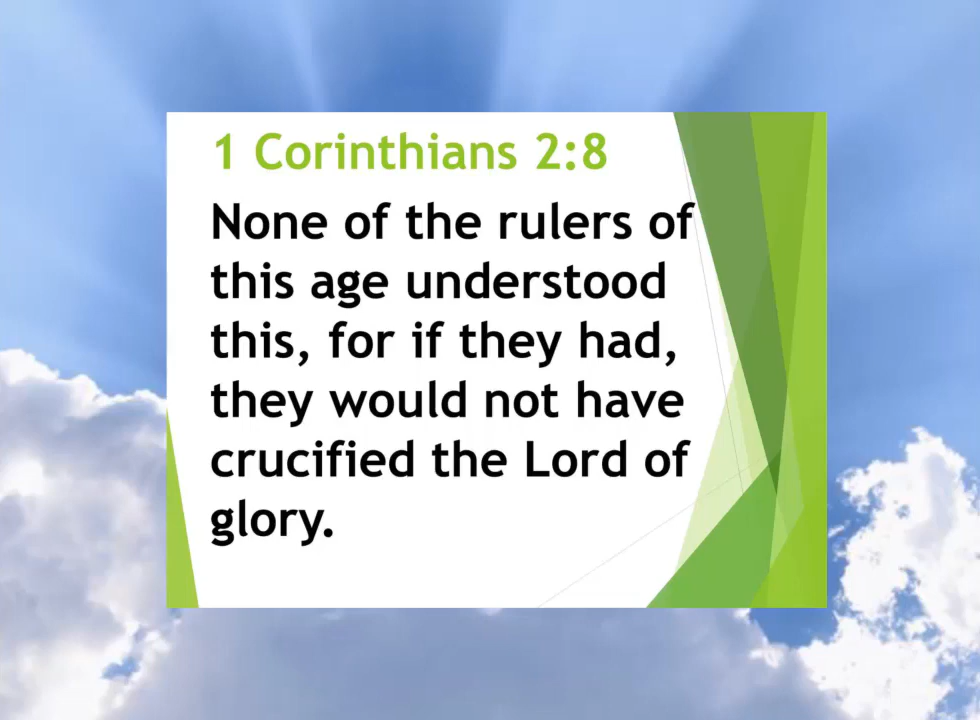 1 Corinthians 2:8
None of the rulers of
this age understood
this, for if they had,
they would not have
crucified the Lord of
glory.